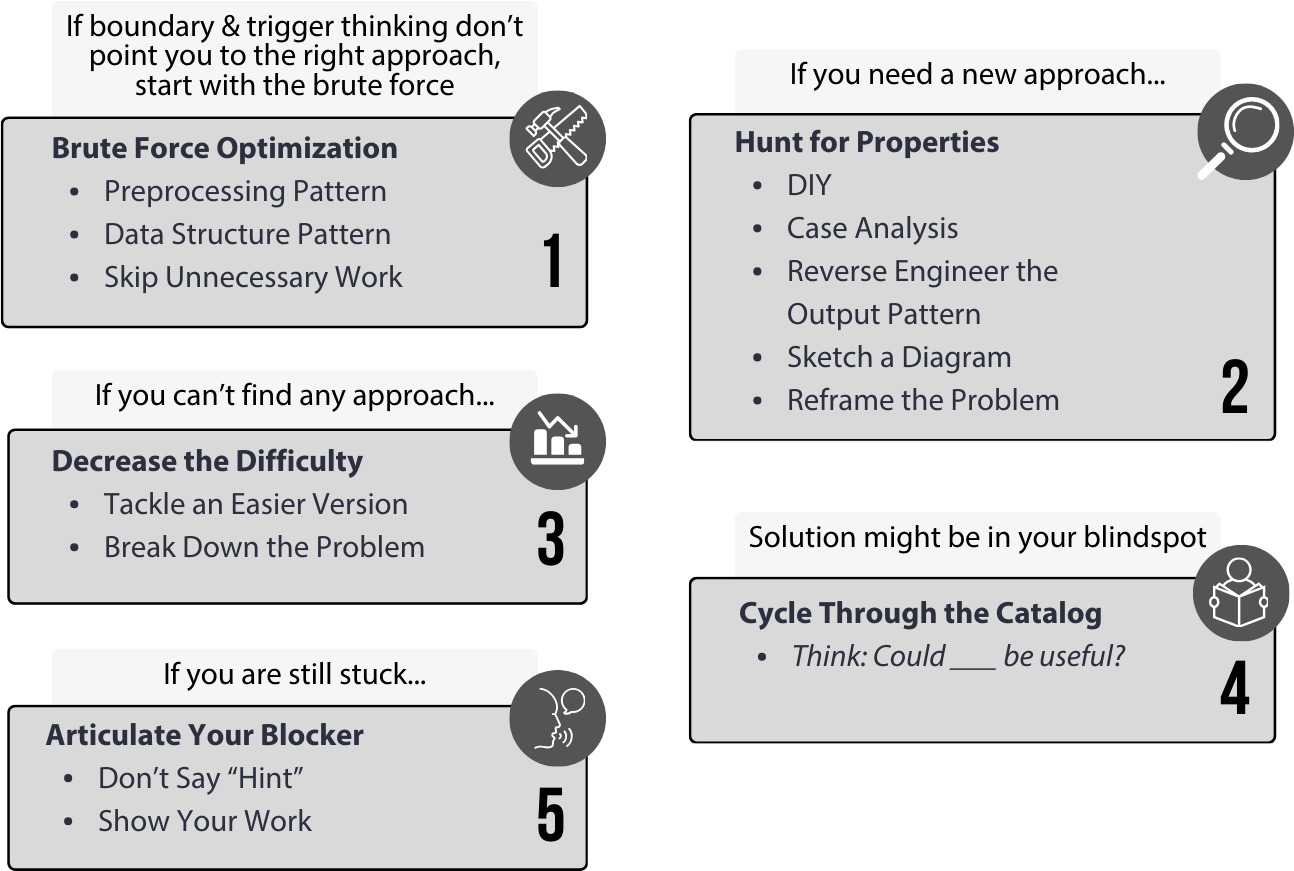 If boundary & trigger thinking don’t
point you to the right approach,
start with the brute force
Brute Force Optimization
• Preprocessing Pattern
• Data Structure Pattern
• Skip Unnecessary Work
1
If you need a new approach...
Hunt for Properties
• DIY
• Case Analysis
• Reverse Engineer the
Output Pattern
• Sketch a Diagram
• Reframe the Problem
2
If you can’t find any approach...
Decrease the Difficulty
• Tackle an Easier Version
• Break Down the Problem
3
Solution might be in your blindspot
Cycle Through the Catalog
• Think: Could ___ be useful?
4
If you are still stuck...
Articulate Your Blocker
• Don’t Say “Hint”
• Show Your Work
5